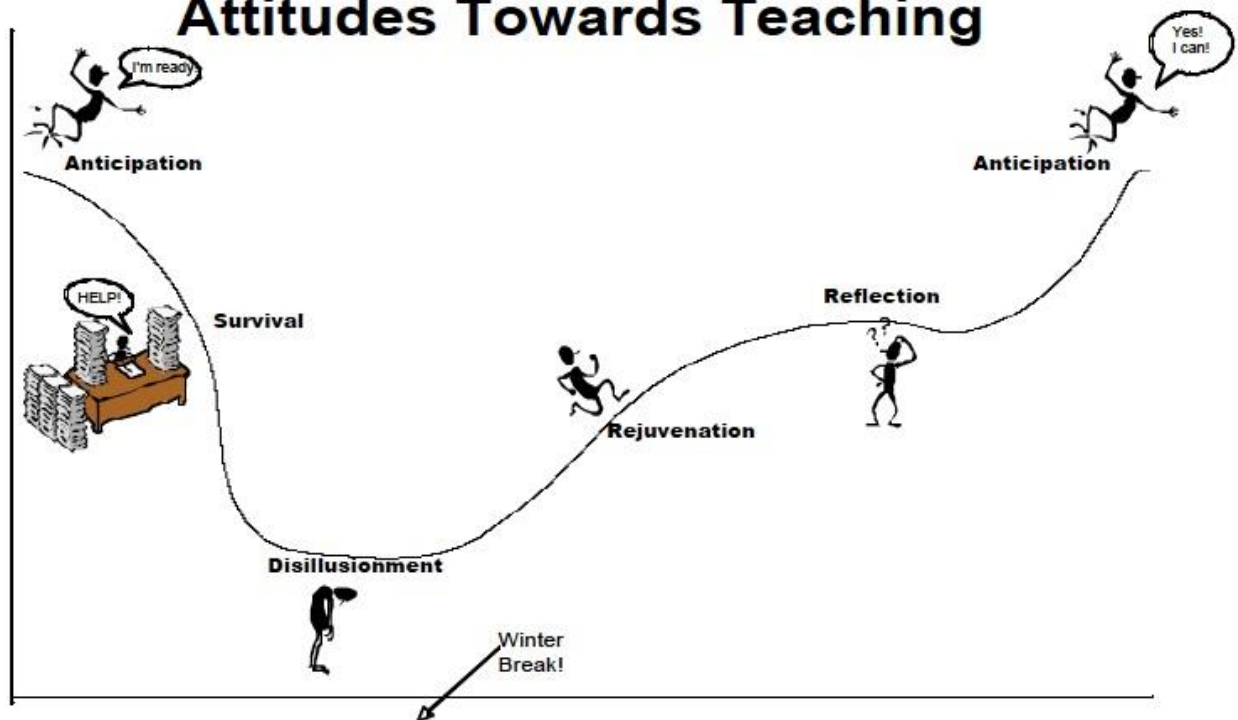 Attitudes Towards Teaching
I'm ready!
Yes!
I can!
Anticipation
Anticipation
HELP!
Survival
Reflection
? ?
Rejuvenation
Disillusionment
Winter
Break!